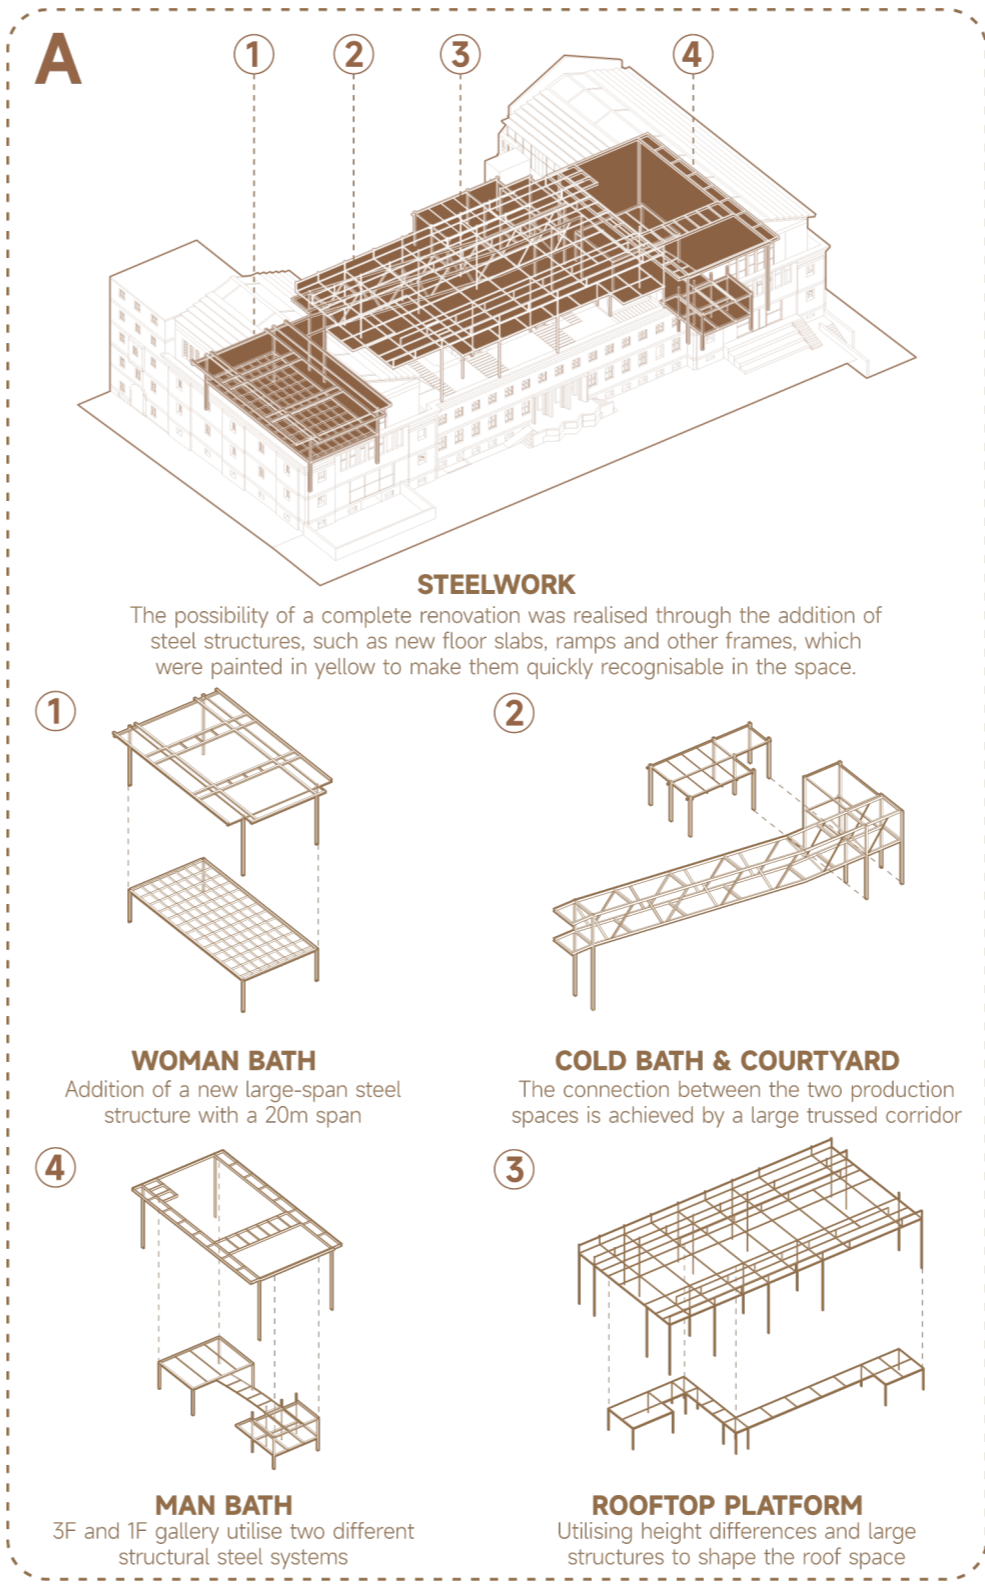 A
1
2
3
4
STEELWORK
The possibility of a complete renovation was realised through the addition of
steel structures, such as new floor slabs, ramps and other frames, which
were painted in yellow to make them quickly recognisable in the space.
1
WOMAN BATH
Addition of a new large-span steel
structure with a 20m span
2
COLD BATH & COURTYARD
The connection between the two production
spaces is achieved by a large trussed corridor
4
MAN BATH
3F and 1F gallery utilise two different
structural steel systems
3
ROOFTOP PLATFORM
Utilising height differences and large
structures to shape the roof space